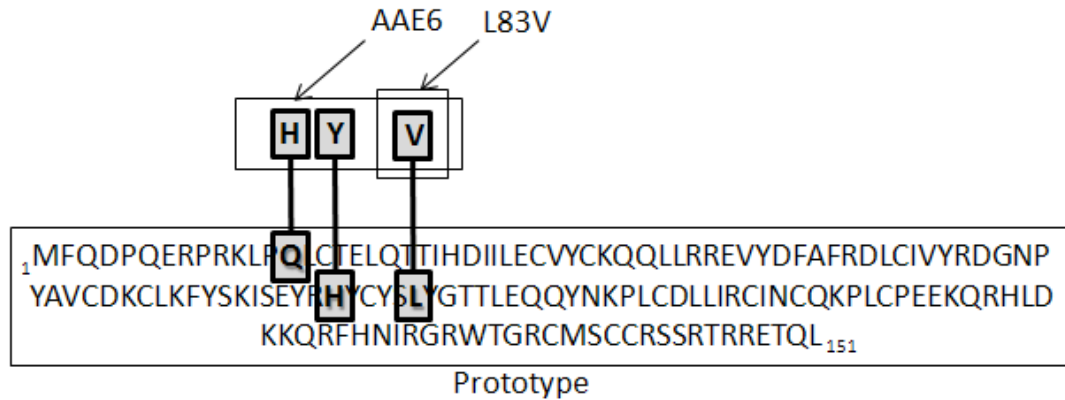 AAE6 L83V
H Y V
1MFQDPQERPRKLPQLCTELQTTIHDIILECVYCKQQLLRREVYDFAFRDLCIVYRDGNP
YAVCDKCLKFYSKISEYRHYCYSLYGTTLEQQYNKPLCDLLIRCINCQKPLCPEEKQRHLD
KKQRFHNIRGRWTGRCMSCCRSSRTRRETQL151
Prototype